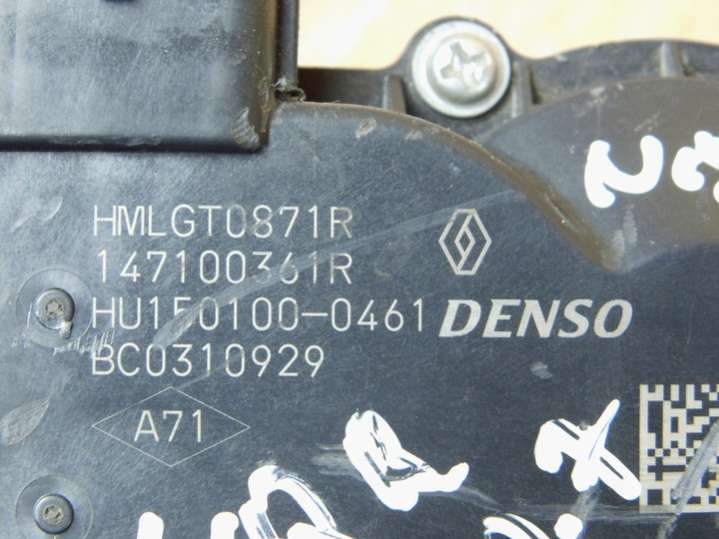 HMLGT0871R
147100361R
HU150100-0461
DENSO
BC0310929
A71